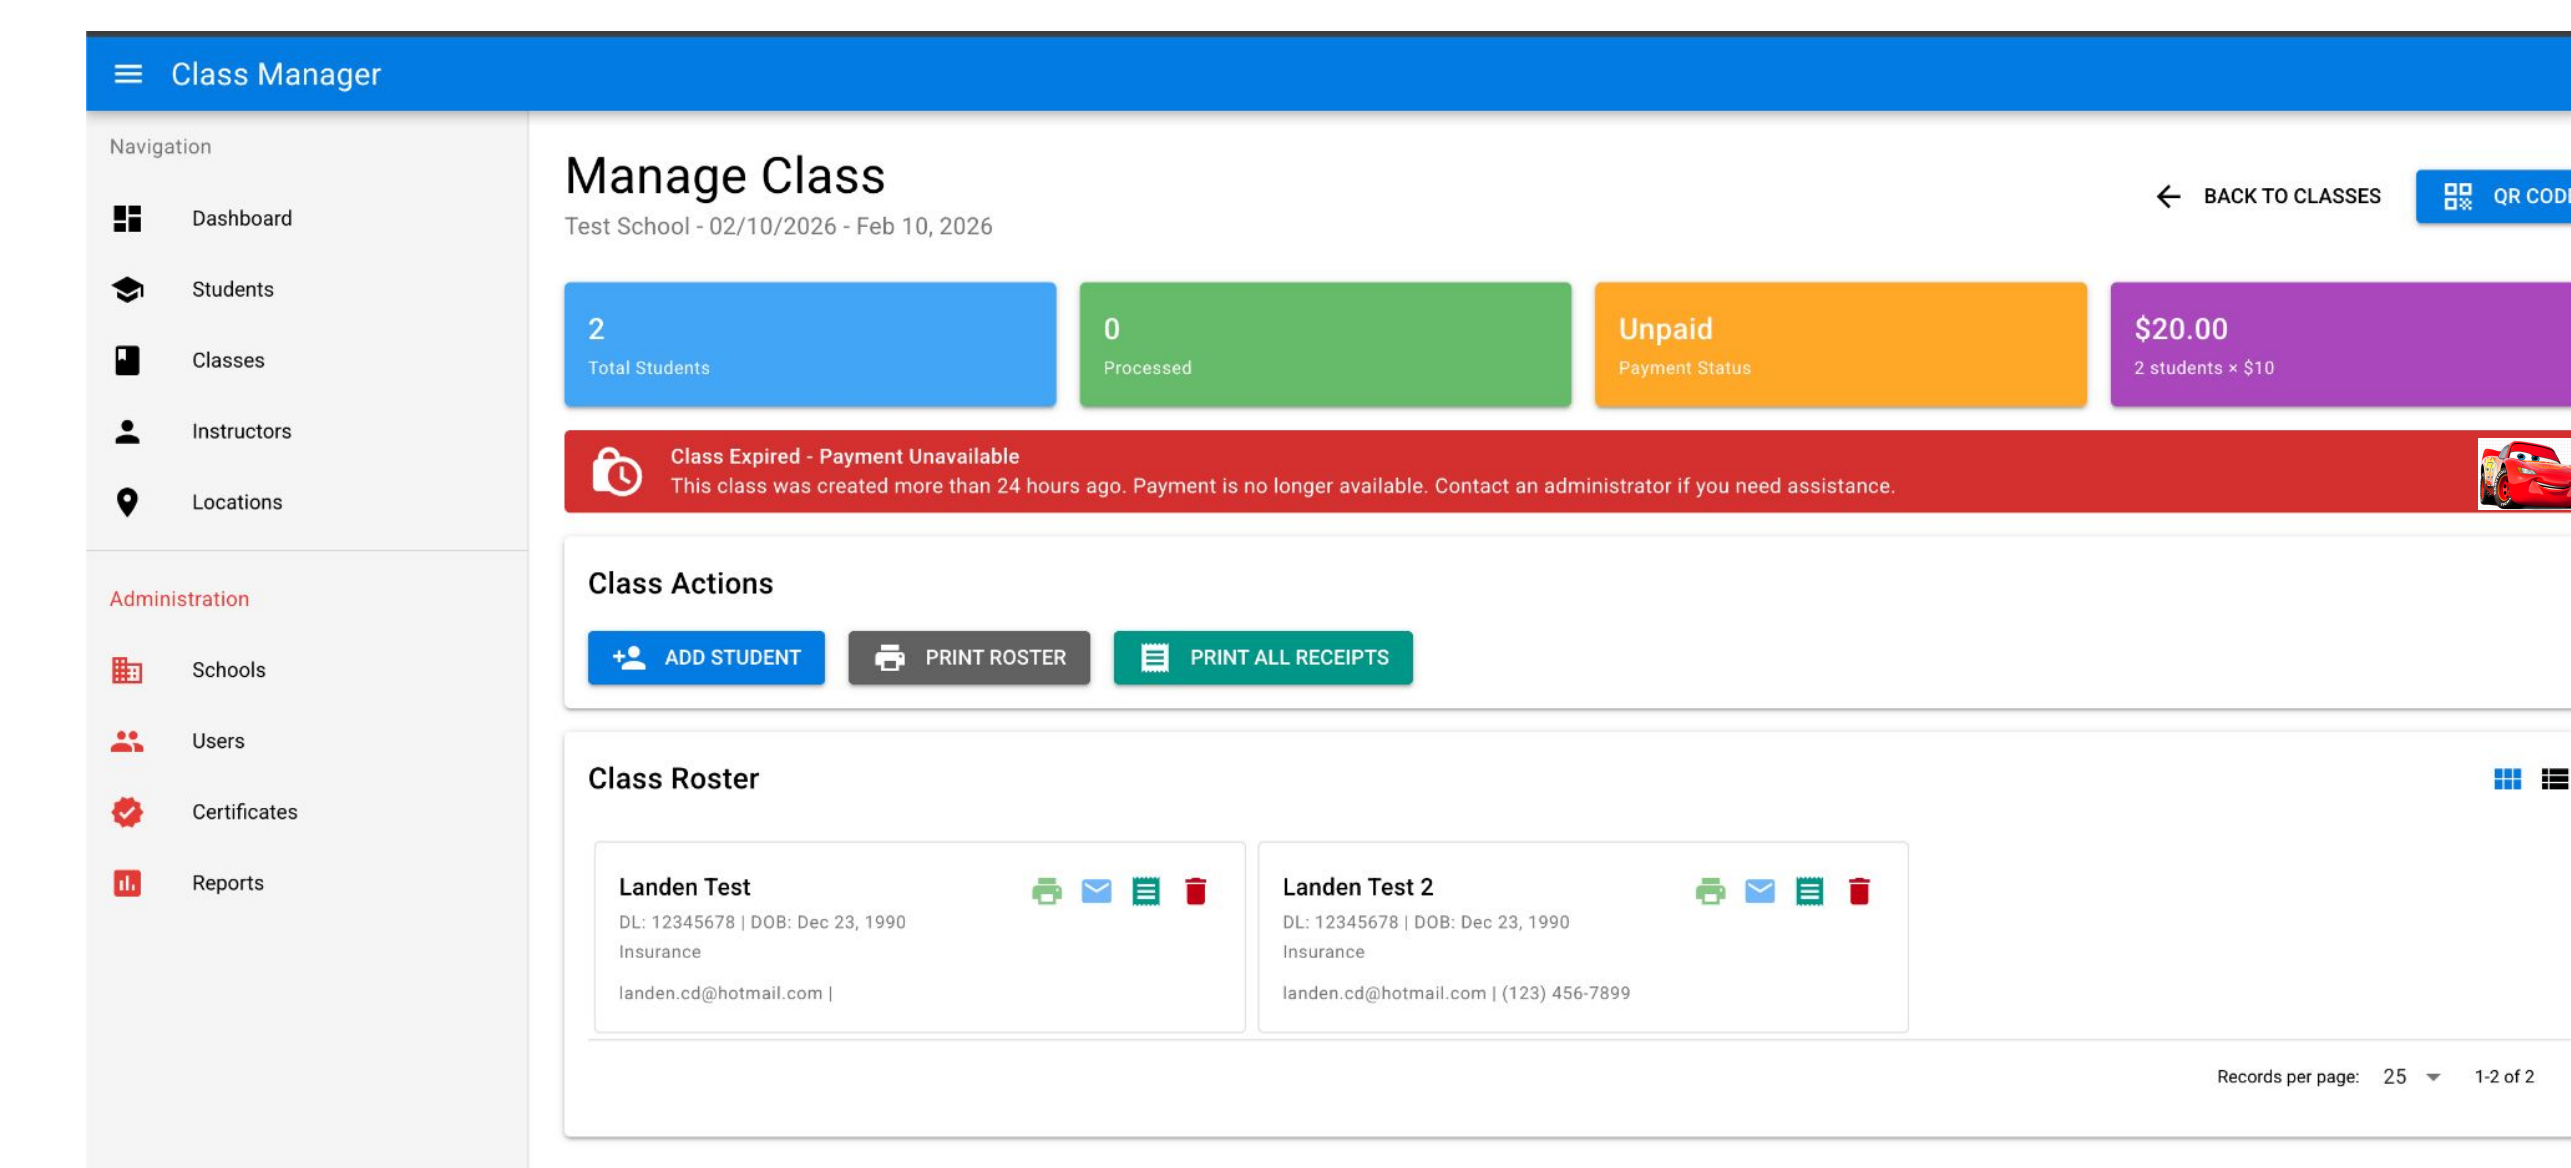 Class Manager
Navigation
Dashboard
Students
Classes
Instructors
Locations
Administration
Schools
Users
Certificates
Reports
Manage Class
Test School - 02/10/2026 - Feb 10, 2026
BACK TO CLASSES
QR COD
2
Total Students
0
Processed
Unpaid
Payment Status
$20.00
2 students × $10
Class Expired - Payment Unavailable
This class was created more than 24 hours ago. Payment is no longer available. Contact an administrator if you need assistance.
Class Actions
ADD STUDENT
PRINT ROSTER
PRINT ALL RECEIPTS
Class Roster
Landen Test
DL: 12345678 | DOB: Dec 23, 1990
Insurance
landen.cd@hotmail.com |
Landen Test 2
DL: 12345678 | DOB: Dec 23, 1990
Insurance
landen.cd@hotmail.com | (123) 456-7899
Records per page: 25 1-2 of 2